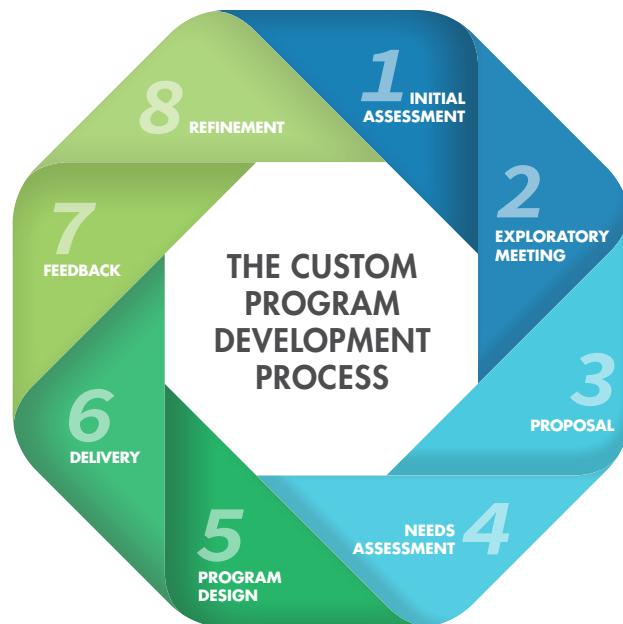 THE CUSTOM
PROGRAM
DEVELOPMENT
PROCESS
1 INITIAL
ASSESSMENT
2
EXPLORATORY
MEETING
3
PROPOSAL
NEEDS
ASSESSMENT 4
5
PROGRAM
DESIGN
6
DELIVERY
7
FEEDBACK
8 REFINEMENT